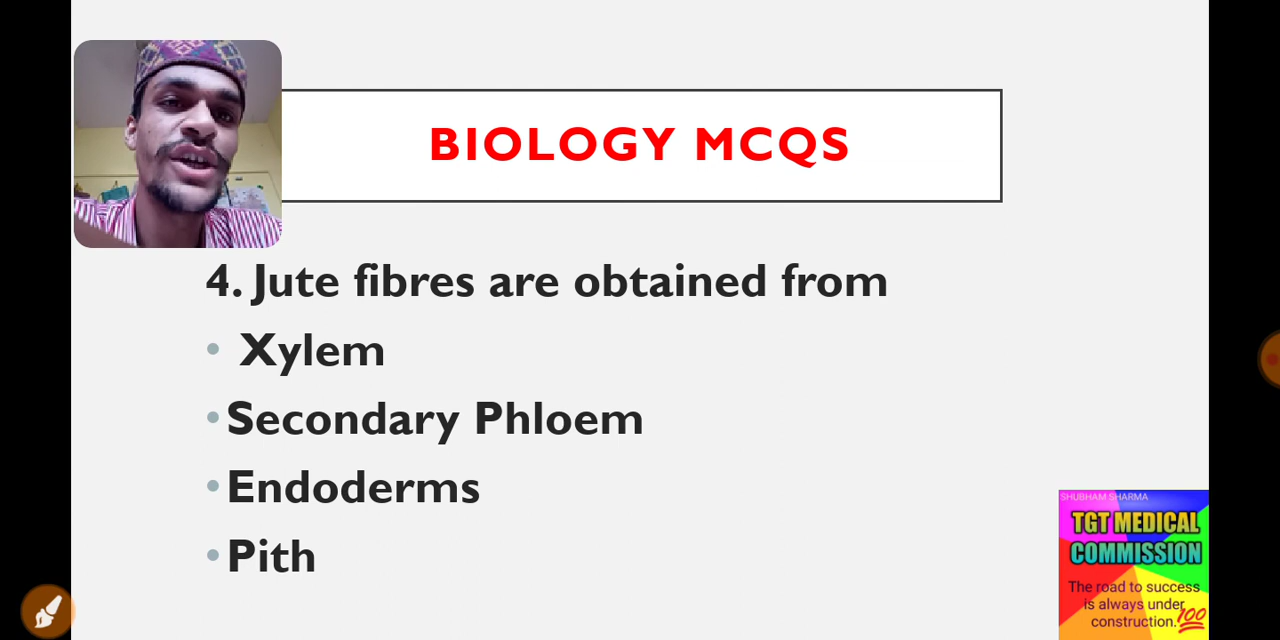 BIOLOGY MCQS
4. Jute fibres are obtained from
• Xylem
• Secondary Phloem
• Endoderms
• Pith
SHUBHAM SHARMA
TGT MEDICAL
COMMISSION
The road to success
is always under
construction.💯